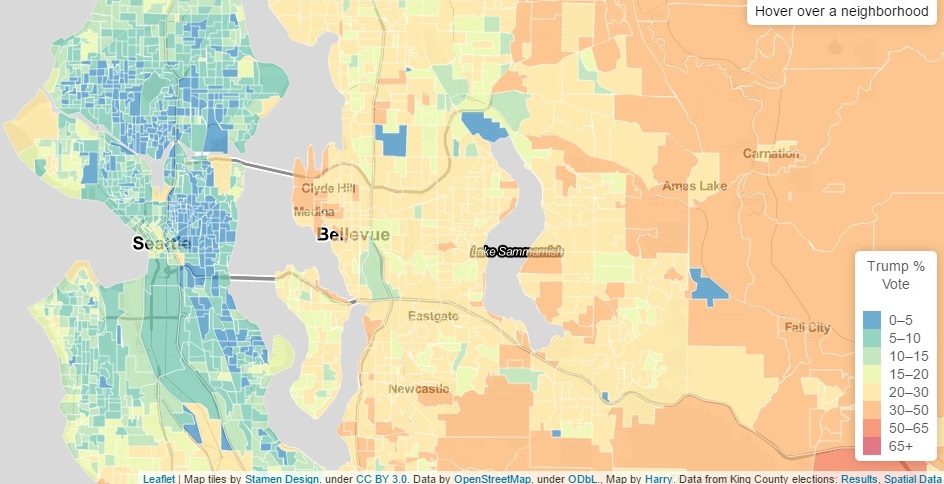 Hover over a neighborhood
Carnation
Ames Lake
Clyde Hill
Medina
Bellevue
Seattle
Lake Sammamish
Trump %
Vote
0–5
5–10
10–15
15–20
20–30
30–50
50–65
65+
Eastgate
Fall City
Newcastle
Leaflet | Map tiles by Stamen Design, under CC BY 3.0. Data by OpenStreetMap, under ODbL., Map by Harry. Data from King County elections: Results, Spatial Data